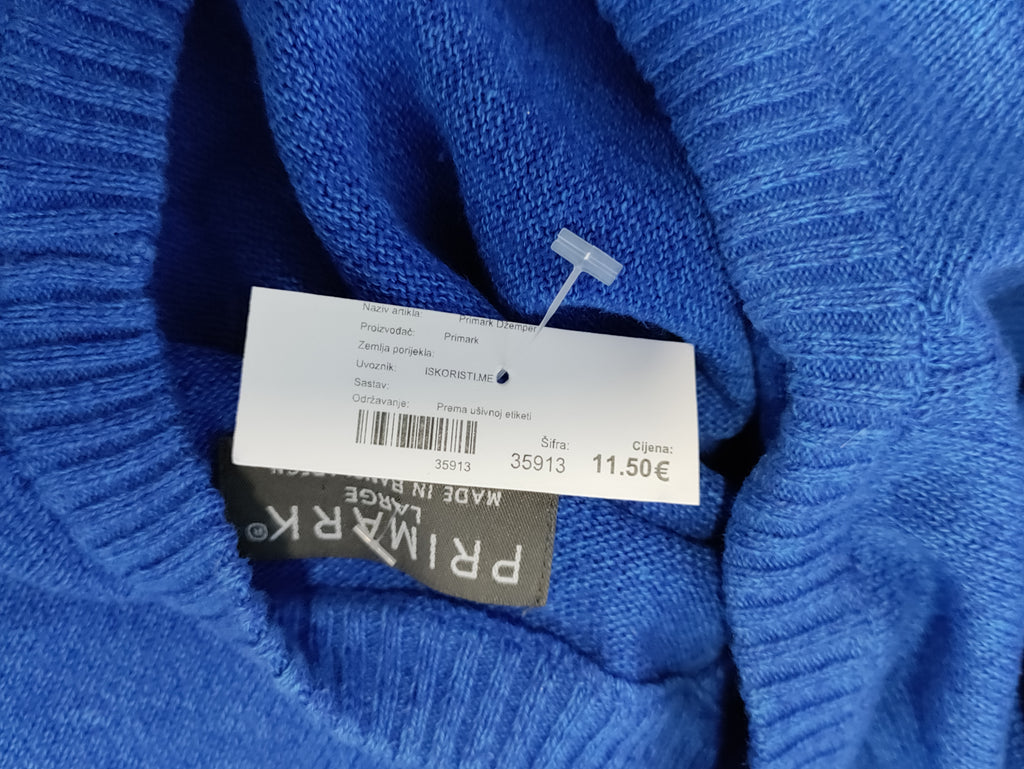 Naziv artikla: Primark Džemper
Proizvođač: Primark
Zemlja porijekla:
Uvoznik: ISKORISTI.ME
Sastav:
Održavanje: Prema ušivnoj etiketi
35913
Šifra:
35913
Cijena:
11.50€
PRIMARK®
LARGE
MADE IN